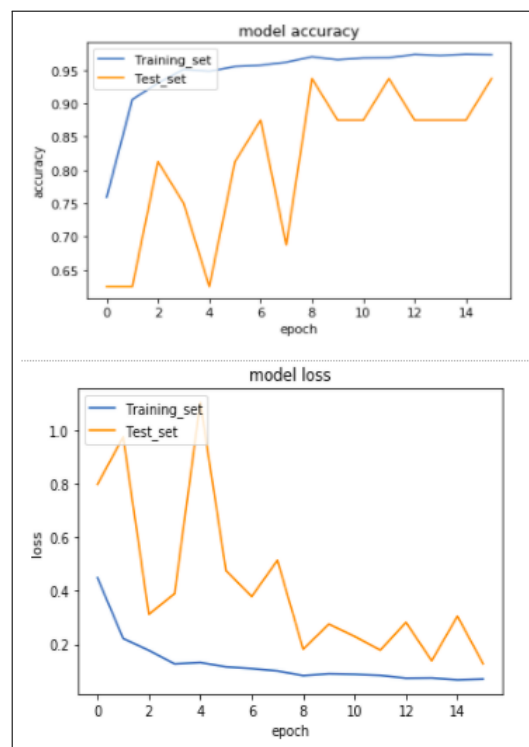 model accuracy
Training_set
Test_set
0.95
0.90
0.85
0.80
0.75
0.70
0.65
accuracy
0 2 4 6 8 10 12 14
epoch
model loss
Training_set
Test_set
1.0
0.8
0.6
0.4
0.2
loss
0 2 4 6 8 10 12 14
epoch